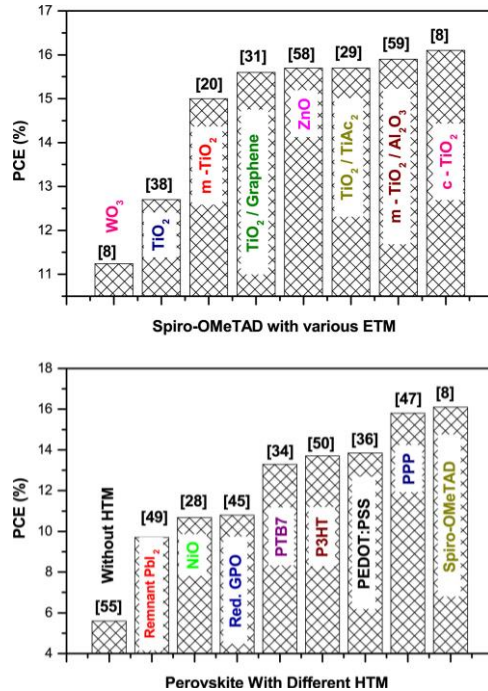 17
16
15
14
13
12
11
PCE (%)
[8]
WO3
[38]
TiO2
[20]
m -TiO2
[31]
TiO2 / Graphene
[58]
ZnO
[29]
TiO2 / TiAc2
[59]
m - TiO2 / Al2O3
[8]
c - TiO2
Spiro-OMeTAD with various ETM
18
16
14
12
10
8
6
4
PCE (%)
[55]
Without HTM
[49]
Remnant PbI2
[28]
NiO
[45]
Red. GPO
[34]
PTB7
[50]
P3HT
[36]
PEDOT:PSS
[47]
PPP
[8]
Spiro-OMeTAD
Perovskite With Different HTM